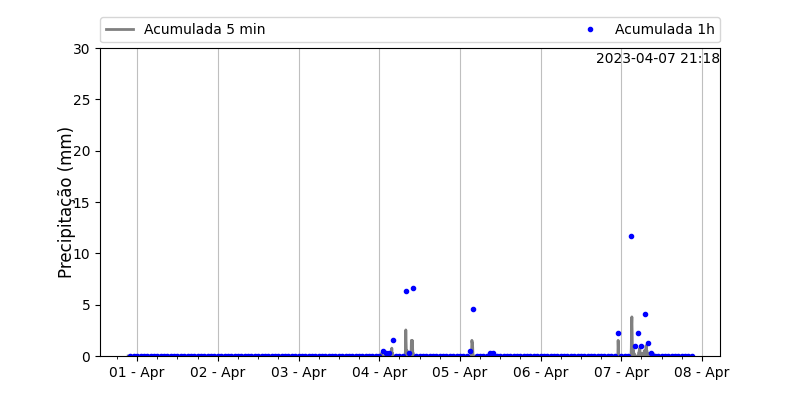 Acumulada 5 min
Acumulada 1h
2023-04-07 21:18
Precipitação (mm)
30
25
20
15
10
5
0
01 - Apr
02 - Apr
03 - Apr
04 - Apr
05 - Apr
06 - Apr
07 - Apr
08 - Apr